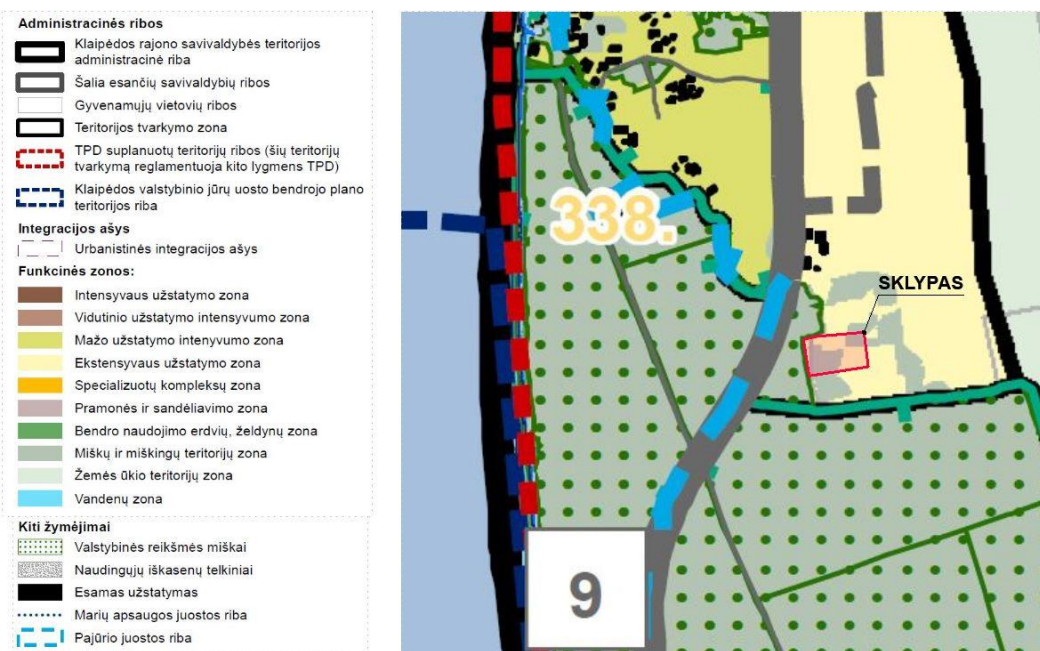 Administracinės ribos
Klaipėdos rajono savivaldybės teritorijos
administracinė riba
Šalia esančių savivaldybių ribos
Gyvenamųjų vietovių ribos
Teritorijos tvarkymo zona
TPD suplanuotų teritorijų ribos (šių teritorijų
tvarkymą reglamentuoja kito lygmens TPD)
Klaipėdos valstybinio jūrų uosto bendrojo plano
teritorijos riba
Integracijos ašys
Urbanistinės integracijos ašys
Funkcinės zonos:
Intensyvaus užstatymo zona
Vidutinio užstatymo intensyvumo zona
Mažo užstatymo intenyvumo zona
Ekstensyvaus užstatymo zona
Specializuotų kompleksų zona
Pramonės ir sandėliavimo zona
Bendro naudojimo erdvių, želdynų zona
Miškų ir miškingų teritorijų zona
Žemės ūkio teritorijų zona
Vandenų zona
Kiti žymėjimai
Valstybinės reikšmės miškai
Naudingųjų iškasenų telkiniai
Esamas užstatymas
Marių apsaugos juostos riba
Pajūrio juostos riba
338.
SKLYPAS
9